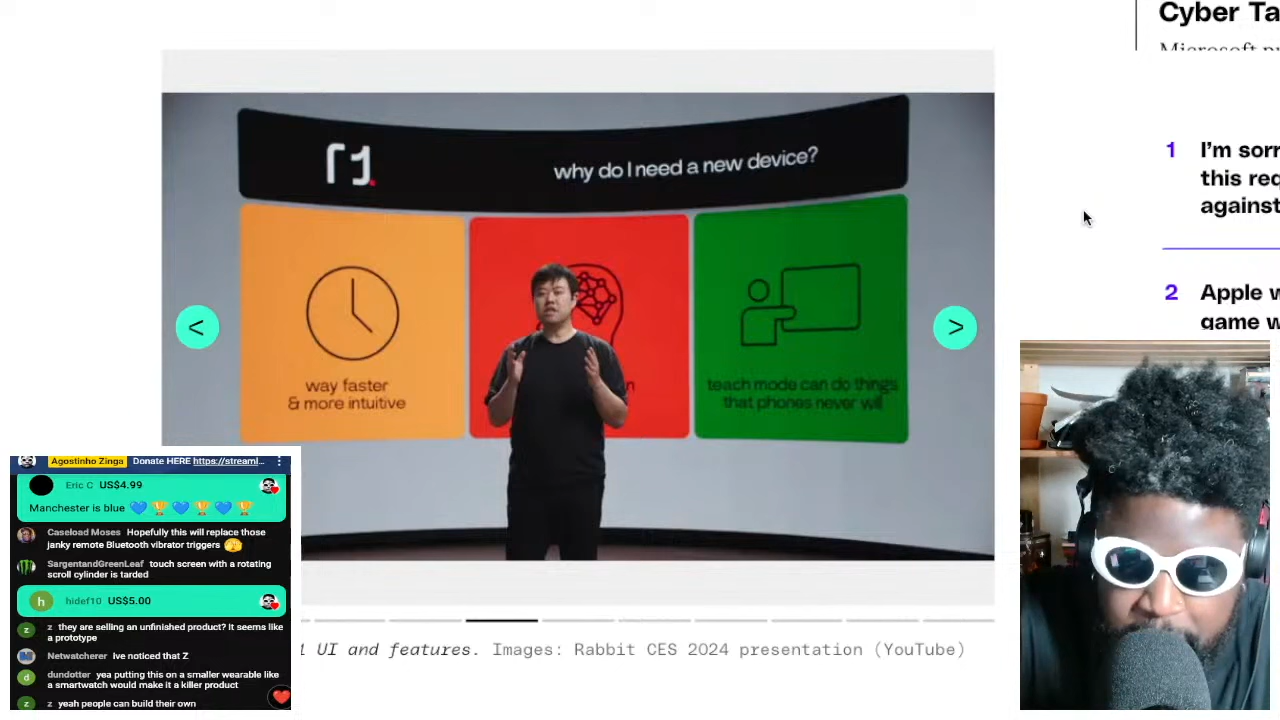 Cyber Ta
r1.
why do I need a new device?
way faster
& more intuitive
teach mode can do things
that phones never will
<
>
1
I'm sorr
this req
against
2
Apple w
game w
Agostinho Zinga Donate HERE https://streaml...
Eric C US$4.99
Manchester is blue 💙 🏆 💙 🏆 💙 🏆
Caseload Moses Hopefully this will replace those
janky remote Bluetooth vibrator triggers 🫣
SargentandGreenLeaf touch screen with a rotating
scroll cylinder is tarded
h hidef10 US$5.00
z z they are selling an unfinished product? It seems like
a prototype
Netwatcherer Ive noticed that Z
d dundotter yea putting this on a smaller wearable like
a smartwatch would make it a killer product
z z yeah people can build their own
UI and features. Images: Rabbit CES 2024 presentation (YouTube)